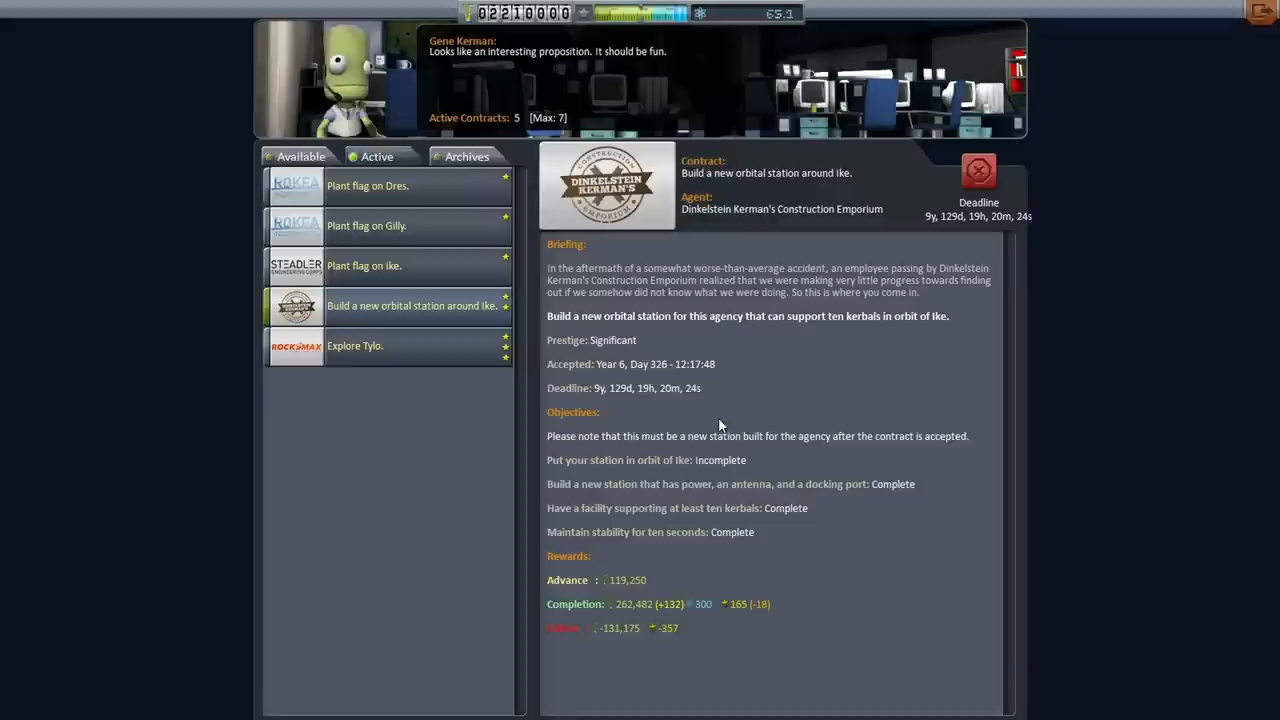 02210000
65.1
Gene Kerman:
Looks like an interesting proposition. It should be fun.
Active Contracts: 5 [Max: 7]
Available
Active
Archives
ROKEA
Plant flag on Dres.
ROKEA
Plant flag on Gilly.
STEADLER
ENGINEERING CORPS
Plant flag on Ike.
Build a new orbital station around Ike.
ROCKOMAX
Explore Tylo.
CONSTRUCTION
DINKELSTEIN
KERMAN'S
EMPORIUM
Contract:
Build a new orbital station around Ike.
Agent:
Dinkelstein Kerman's Construction Emporium
Deadline
9y, 129d, 19h, 20m, 24s
Briefing:
In the aftermath of a somewhat worse-than-average accident, an employee passing by Dinkelstein
Kerman's Construction Emporium realized that we were making very little progress towards finding
out if we somehow did not know what we were doing. So this is where you come in.
Build a new orbital station for this agency that can support ten kerbals in orbit of Ike.
Prestige: Significant
Accepted: Year 6, Day 326 - 12:17:48
Deadline: 9y, 129d, 19h, 20m, 24s
Objectives:
Please note that this must be a new station built for the agency after the contract is accepted.
Put your station in orbit of Ike: Incomplete
Build a new station that has power, an antenna, and a docking port: Complete
Have a facility supporting at least ten kerbals: Complete
Maintain stability for ten seconds: Complete
Rewards:
Advance : 119,250
Completion: 262,482 (+132) 300 165 (-18)
-131,175 -357